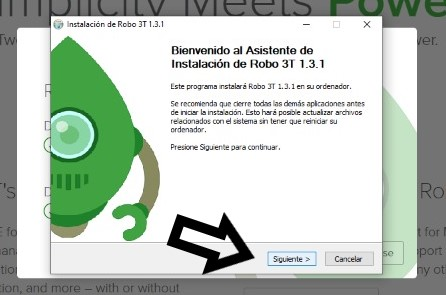 mplicity Meets Powe
Instalación de Robo 3T 1.3.1
Bienvenido al Asistente de
Instalación de Robo 3T 1.3.1
Este programa instalará Robo 3T 1.3.1 en su ordenador.
Se recomienda que cierre todas las demás aplicaciones antes
de iniciar la instalación. Esto hará posible actualizar archivos
relacionados con el sistema sin tener que reiniciar su
ordenador.
Presione Siguiente para continuar.
Siguiente >
Cancelar
tion, and more – with or without